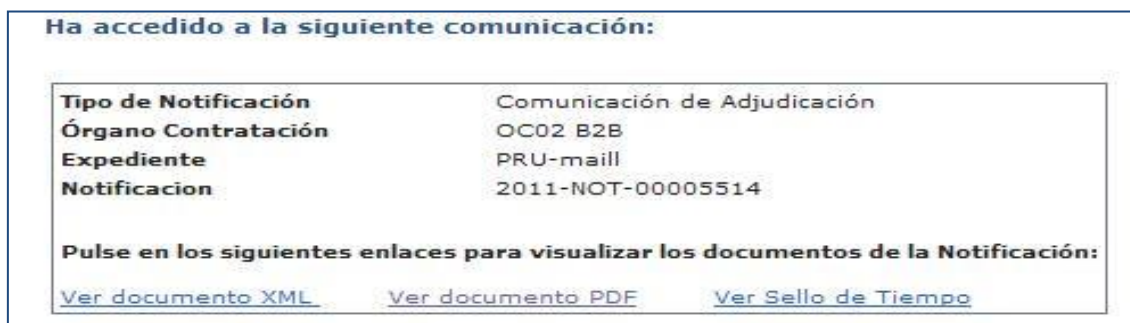 Ha accedido a la siguiente comunicación:
Tipo de Notificación Comunicación de Adjudicación
Órgano Contratación OC02 B2B
Expediente PRU-maill
Notificacion 2011-NOT-00005514
Pulse en los siguientes enlaces para visualizar los documentos de la Notificación:
Ver documento XML Ver documento PDF Ver Sello de Tiempo